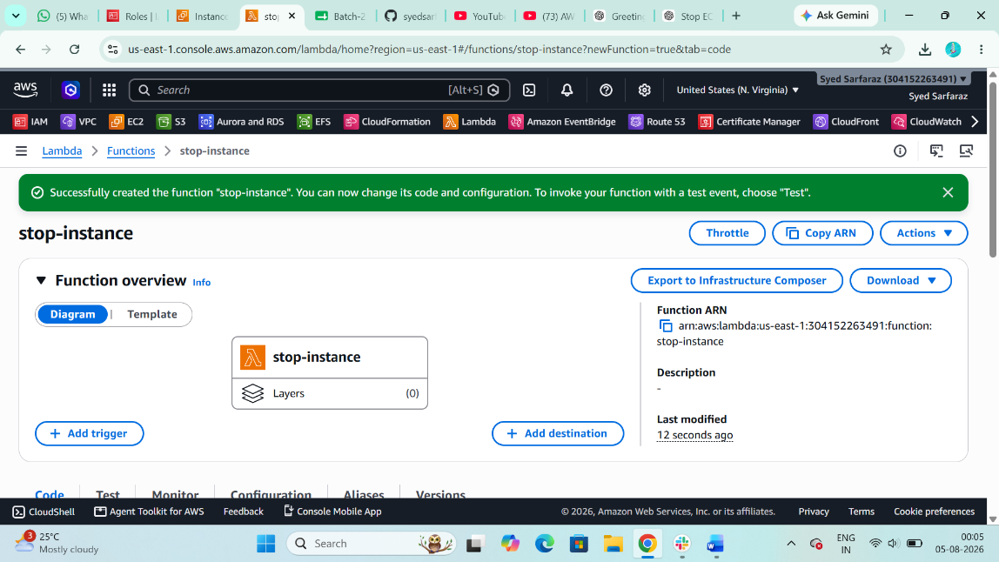 (5) Wha
Roles |
Instance
sto
Batch-2
syedsar
YouTub
(73) AW
Greeting
Stop EC
Ask Gemini
us-east-1.console.aws.amazon.com/lambda/home?region=us-east-1#/functions/stop-instance?newFunction=true&tab=code
aws
Search
[Alt+S]
United States (N. Virginia) ▼
Syed Sarfaraz (304152263491) ▼
Syed Sarfaraz
IAM
VPC
EC2
S3
Aurora and RDS
EFS
CloudFormation
Lambda
Amazon EventBridge
Route 53
Certificate Manager
CloudFront
CloudWatch
Lambda > Functions > stop-instance
Successfully created the function "stop-instance". You can now change its code and configuration. To invoke your function with a test event, choose "Test".
stop-instance
Throttle
Copy ARN
Actions ▼
▼ Function overview Info
Export to Infrastructure Composer
Download ▼
Diagram | Template
stop-instance
Layers (0)
+ Add trigger
+ Add destination
Function ARN
arn:aws:lambda:us-east-1:304152263491:function:
stop-instance
Description
-
Last modified
12 seconds ago
Code
Test
Monitor
Configuration
Aliases
Versions
CloudShell
Agent Toolkit for AWS
Feedback
Console Mobile App
© 2026, Amazon Web Services, Inc. or its affiliates.
Privacy
Terms
Cookie preferences
3
25°C
Mostly cloudy
Search
ENG
IN
00:05
05-08-2026